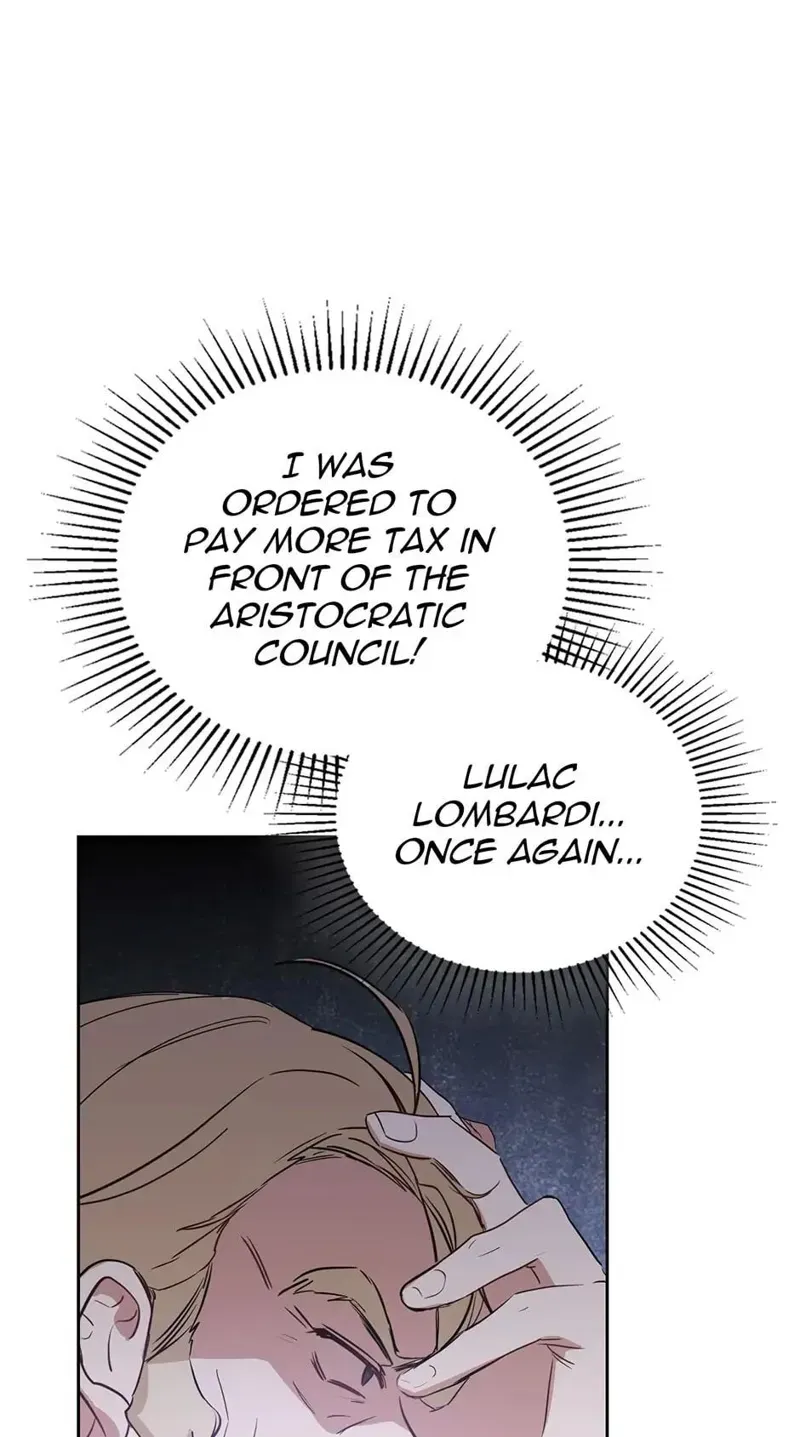 I WAS
ORDERED TO
PAY MORE TAX IN
FRONT OF THE
ARISTOCRATIC
COUNCIL!
LULAC
LOMBARDI...
ONCE AGAIN...